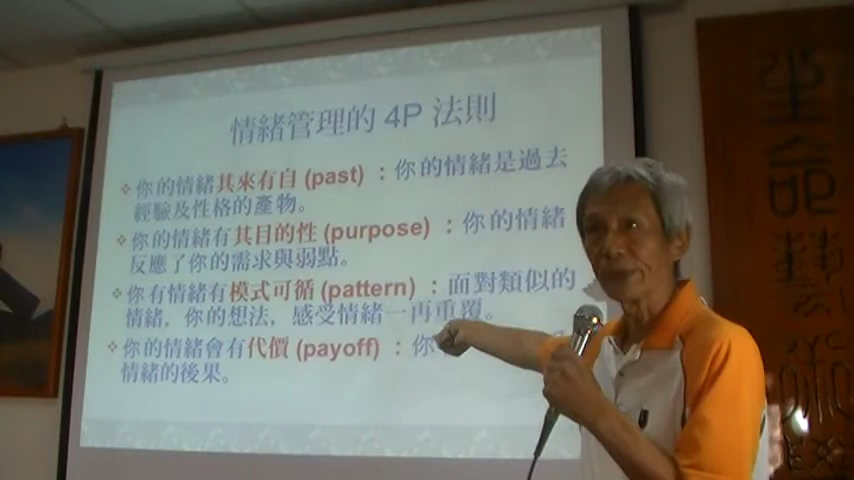 情緒管理的 4P 法則
❖你的情緒其來有自 (past) ：你的情緒是過去
經驗及性格的產物。
❖你的情緒有其目的性 (purpose) ：你的情緒
反應了你的需求與弱點。
❖你有情緒有模式可循 (pattern) ：面對類似的
情緒, 你的想法, 感受情緒一再重覆。
❖你的情緒會有代價 (payoff) ：你
情緒的後果。
生命藝術